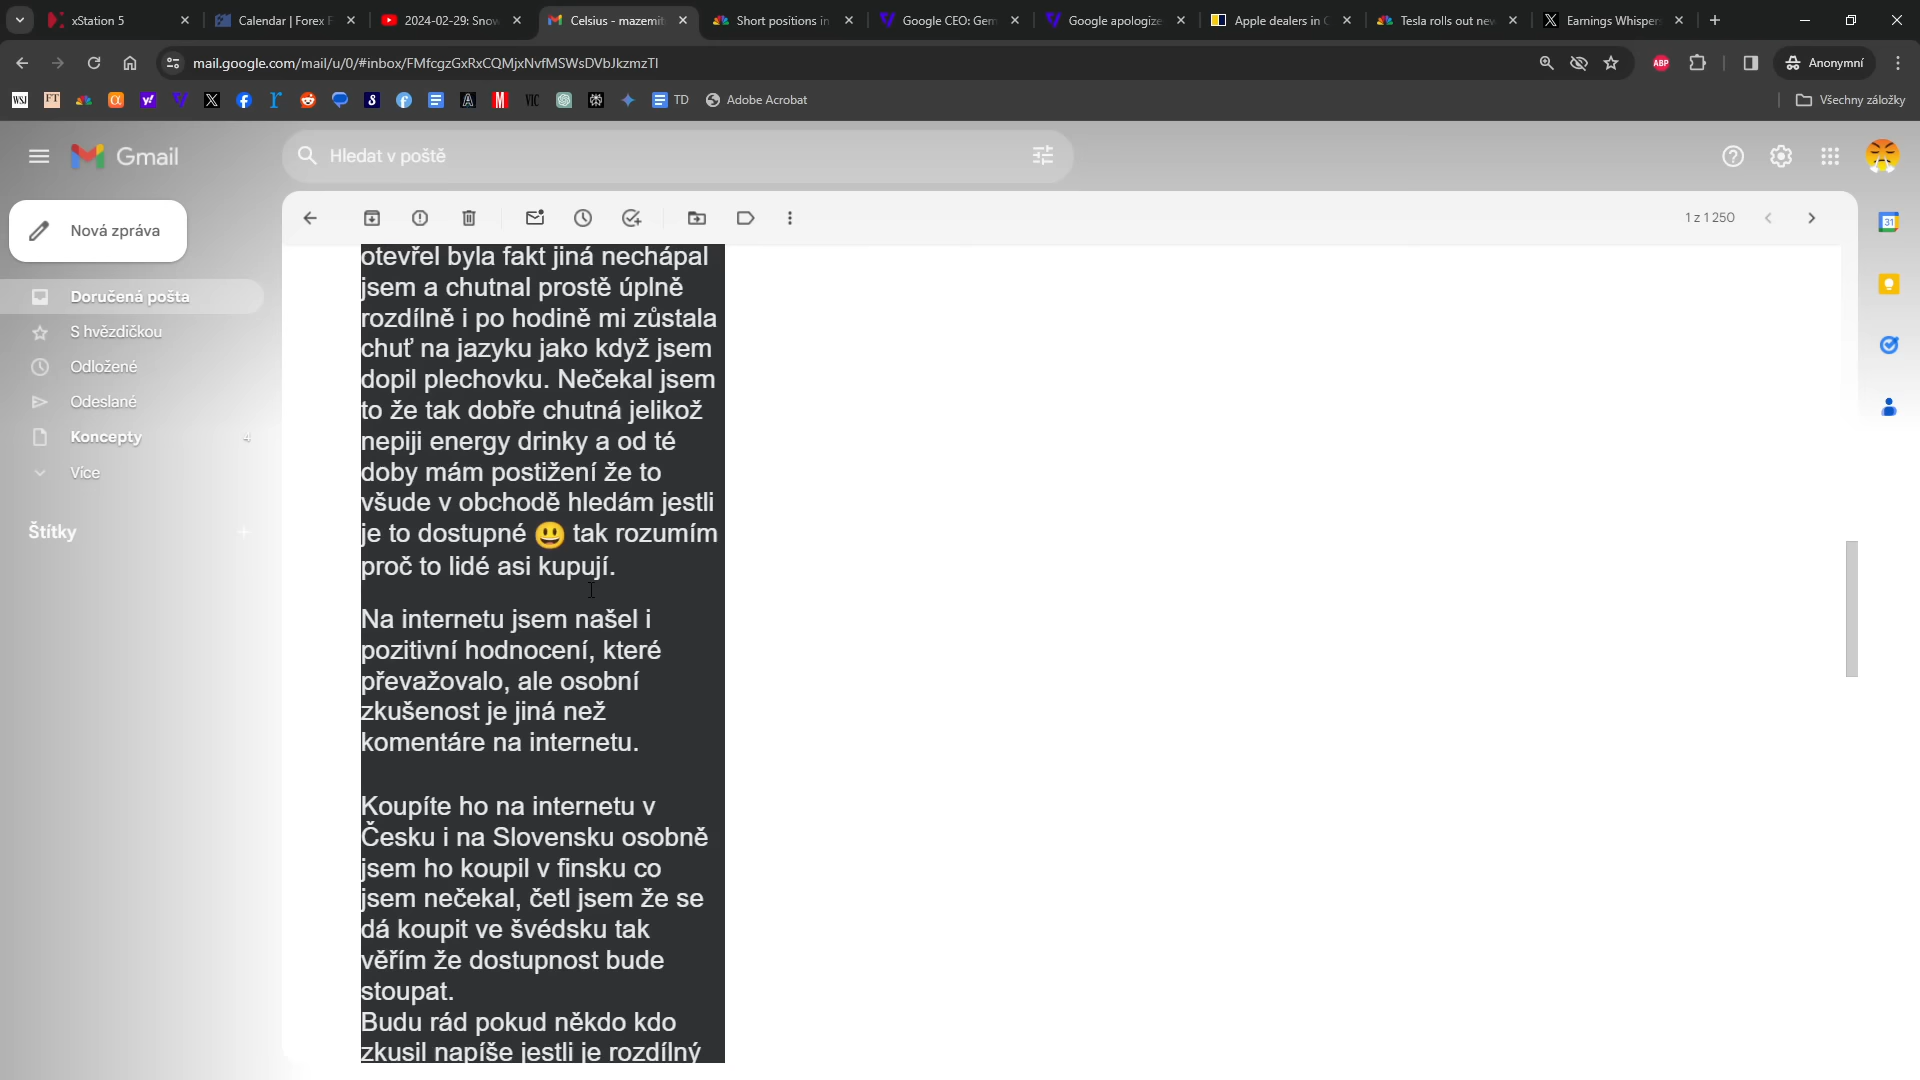 xStation 5
Calendar | Forex F
2024-02-29: Snow
Celsius - mazemit
Short positions in
Google CEO: Gem
Google apologize
Apple dealers in C
Tesla rolls out new
Earnings Whisper
mail.google.com/mail/u/0/#inbox/FMfcgzGxRxCQMjxNvfMSWsDVbJkzmzTl
ABP
Anonymní
WSJ
FT
TD
Adobe Acrobat
Všechny záložky
Gmail
Hledat v poště
Nová zpráva
1 z 1 250
Doručená pošta
S hvězdičkou
Odložené
Odeslané
Koncepty
4
Více
Štítky
31
otevřel byla fakt jiná nechápal
jsem a chutnal prostě úplně
rozdílně i po hodině mi zůstala
chuť na jazyku jako když jsem
dopil plechovku. Nečekal jsem
to že tak dobře chutná jelikož
nepiji energy drinky a od té
doby mám postižení že to
všude v obchodě hledám jestli
je to dostupné 😃 tak rozumím
proč to lidé asi kupují.
Na internetu jsem našel i
pozitivní hodnocení, které
převažovalo, ale osobní
zkušenost je jiná než
komentáre na internetu.
Koupíte ho na internetu v
Česku i na Slovensku osobně
jsem ho koupil v finsku co
jsem nečekal, četl jsem že se
dá koupit ve švédsku tak
věřím že dostupnost bude
stoupat.
Budu rád pokud někdo kdo
zkusil napíše jestli je rozdílný